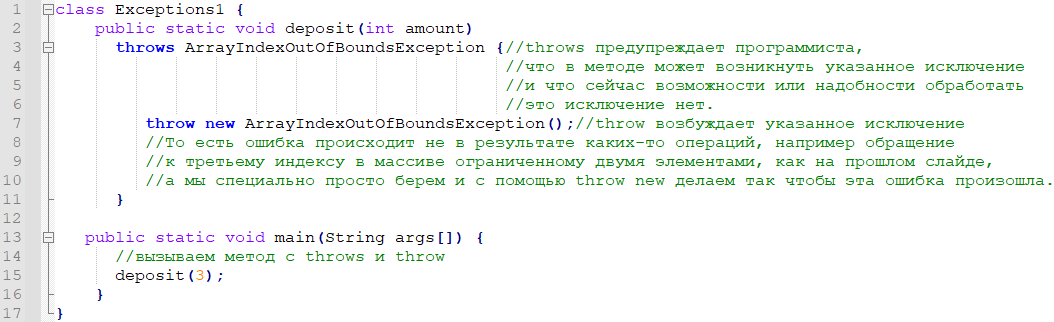 1 class Exceptions1 {
2 public static void deposit(int amount)
3 throws ArrayIndexOutOfBoundsException {//throws предупреждает программиста,
4 //что в методе может возникнуть указанное исключение
5 //и что сейчас возможности или надобности обработать
6 //это исключение нет.
7 throw new ArrayIndexOutOfBoundsException();//throw возбуждает указанное исключение
8 //То есть ошибка происходит не в результате каких-то операций, например обращение
9 //к третьему индексу в массиве ограниченному двумя элементами, как на прошлом слайде,
10 //а мы специально просто берем и с помощью throw new делаем так чтобы эта ошибка произошла.
11 }
12
13 public static void main(String args[]) {
14 //вызываем метод с throws и throw
15 deposit(3);
16 }
17 }